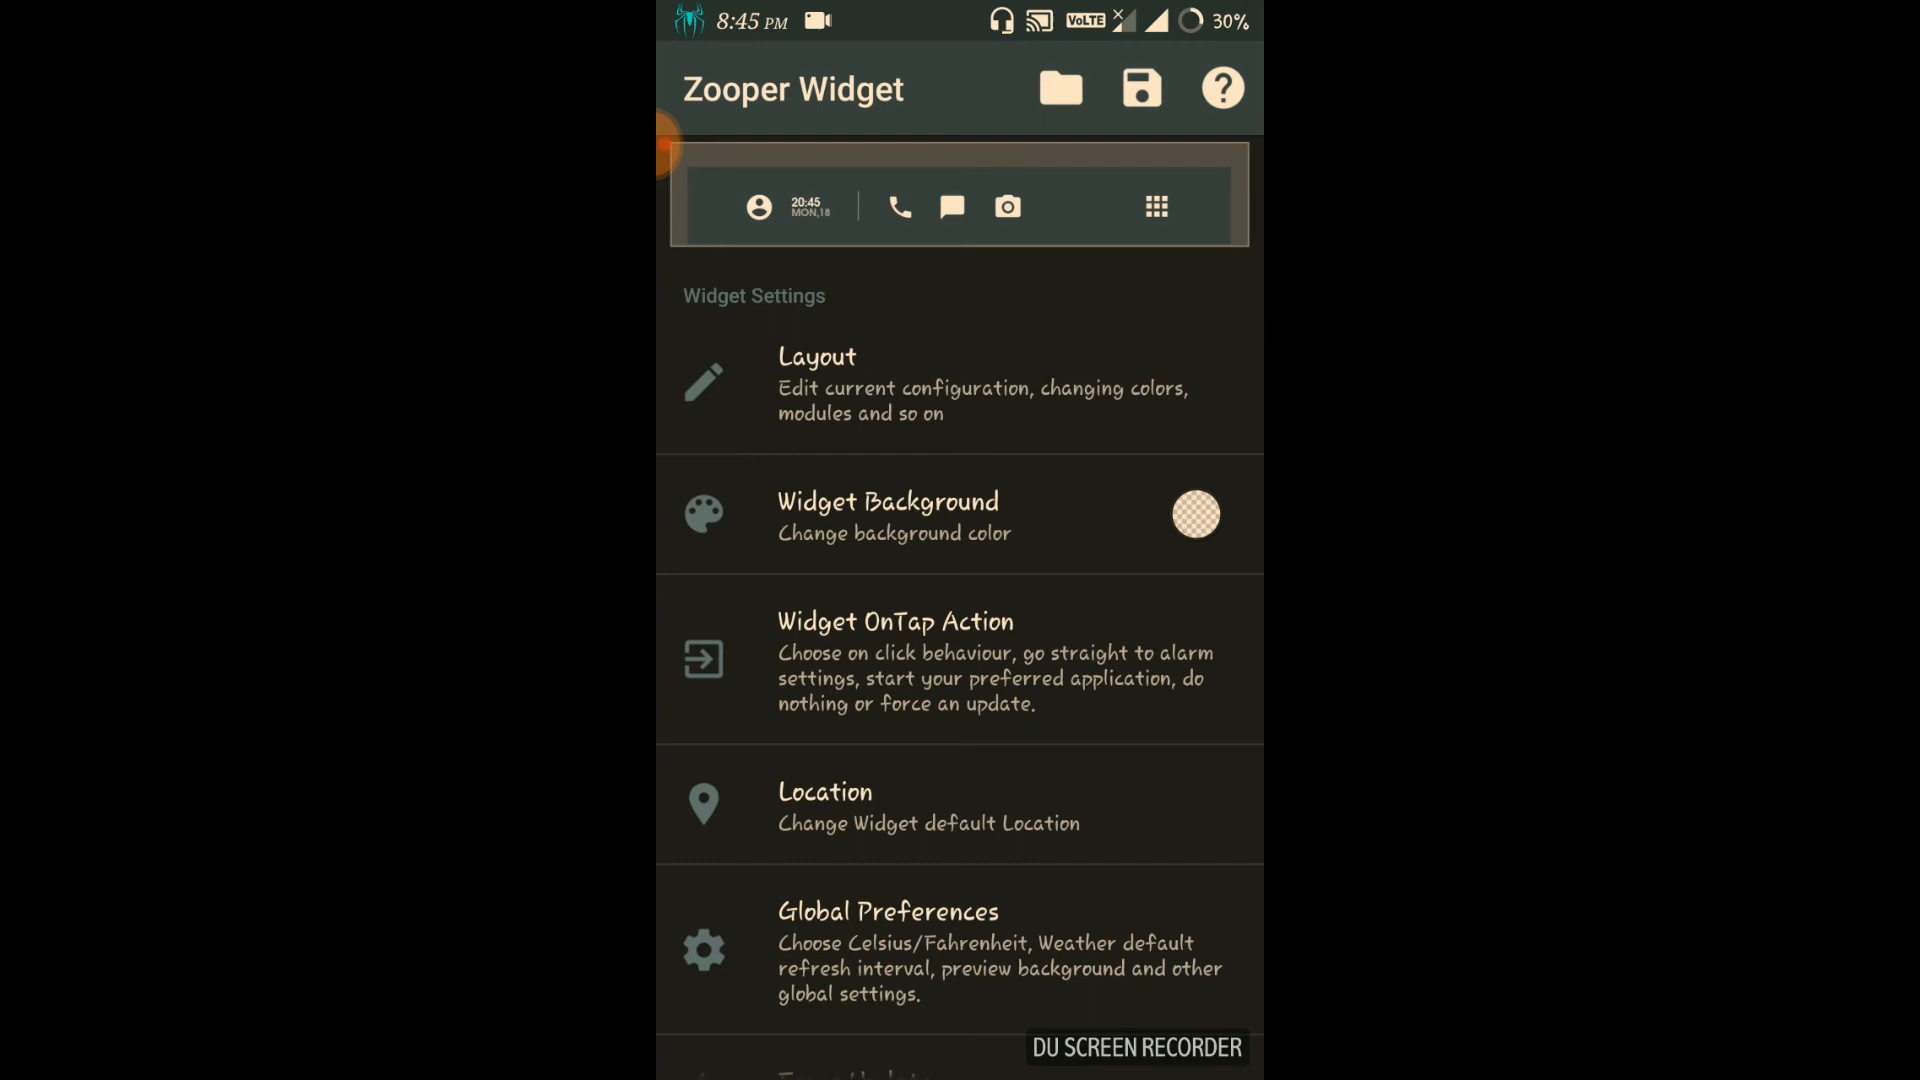 8:45 PM VoLTE 30%
Zooper Widget
20:45
MON,18
Widget Settings
Layout
Edit current configuration, changing colors,
modules and so on
Widget Background
Change background color
Widget OnTap Action
Choose on click behaviour, go straight to alarm
settings, start your preferred application, do
nothing or force an update.
Location
Change Widget default Location
Global Preferences
Choose Celsius/Fahrenheit, Weather default
refresh interval, preview background and other
global settings.
DU SCREEN RECORDER